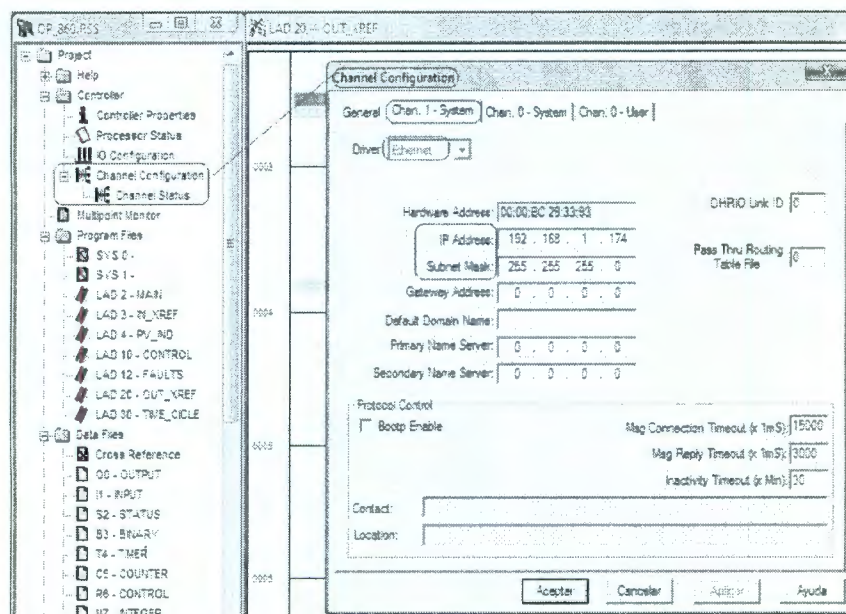 OP_860.RSS
LAD 20 -- OUT_XREF
Project
Help
Controller
Controller Properties
Processor Status
IO Configuration
Channel Configuration
Channel Status
Multipoint Monitor
Program Files
SYS 0 -
SYS 1 -
LAD 2 - MAIN
LAD 3 - IN_XREF
LAD 4 - PV_IND
LAD 10 - CONTROL
LAD 12 - FAULTS
LAD 20 - OUT_XREF
LAD 30 - TIME_CICLE
Data Files
Cross Reference
O0 - OUTPUT
I1 - INPUT
S2 - STATUS
B3 - BINARY
T4 - TIMER
C5 - COUNTER
R6 - CONTROL
N7 - INTEGER
0003
0004
0005
Channel Configuration
General
Chan. 1 - System
Chan. 0 - System
Chan. 0 - User
Driver
Ethernet
Hardware Address: 00:00:BC:29:33:93
IP Address: 192 . 168 . 1 . 174
Subnet Mask: 255 . 255 . 255 . 0
Gateway Address: 0 . 0 . 0 . 0
Default Domain Name:
Primary Name Server: 0 . 0 . 0 . 0
Secondary Name Server: 0 . 0 . 0 . 0
DHRIO Link ID 0
Pass Thru Routing
Table File 0
Protocol Control
Bootp Enable
Msg Connection Timeout (x 1mS): 15000
Msg Reply Timeout (x 1mS): 3000
Inactivity Timeout (x Min): 30
Contact:
Location:
Aceptar
Cancelar
Aplicar
Ayuda